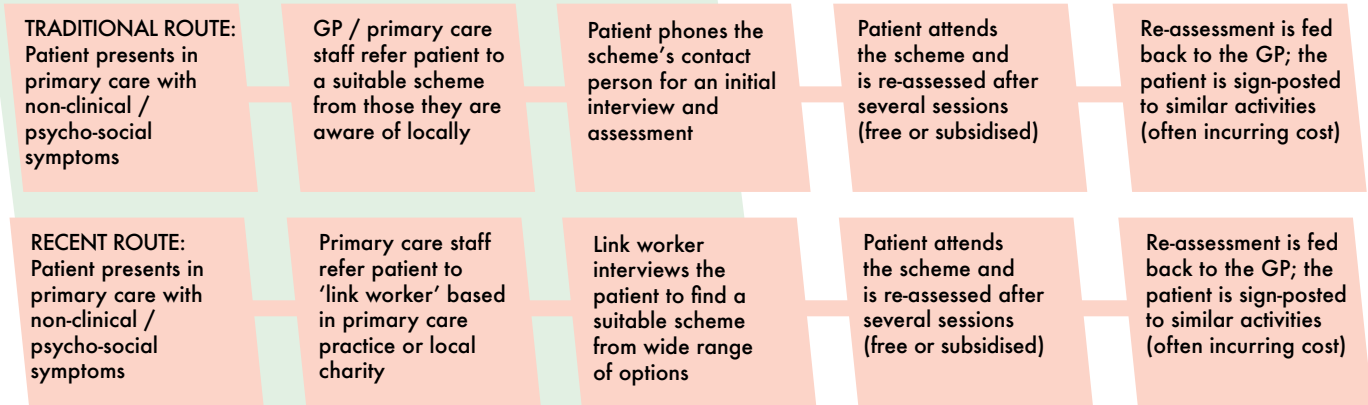 TRADITIONAL ROUTE:
Patient presents in
primary care with
non-clinical /
psycho-social
symptoms
GP / primary care
staff refer patient to
a suitable scheme
from those they are
aware of locally
Patient phones the
scheme’s contact
person for an initial
interview and
assessment
Patient attends
the scheme and
is re-assessed after
several sessions
(free or subsidised)
Re-assessment is fed
back to the GP; the
patient is sign-posted
to similar activities
(often incurring cost)
RECENT ROUTE:
Patient presents in
primary care with
non-clinical /
psycho-social
symptoms
Primary care staff
refer patient to
‘link worker’ based
in primary care
practice or local
charity
Link worker
interviews the
patient to find a
suitable scheme
from wide range
of options
Patient attends
the scheme and
is re-assessed after
several sessions
(free or subsidised)
Re-assessment is fed
back to the GP; the
patient is sign-posted
to similar activities
(often incurring cost)